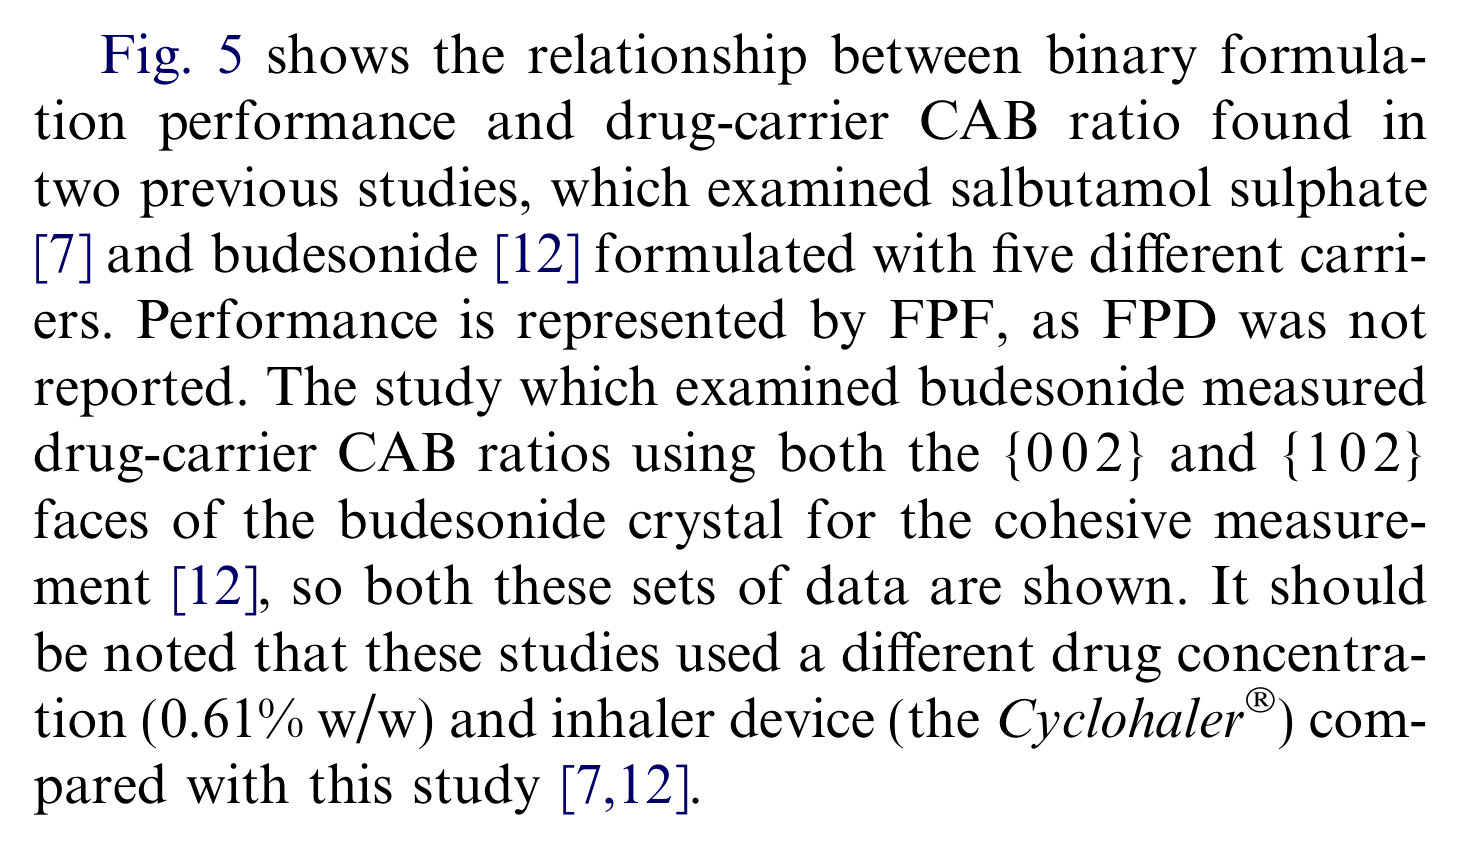 Fig. 5 shows the relationship between binary formula-
tion performance and drug-carrier CAB ratio found in
two previous studies, which examined salbutamol sulphate
[7] and budesonide [12] formulated with five different carri-
ers. Performance is represented by FPF, as FPD was not
reported. The study which examined budesonide measured
drug-carrier CAB ratios using both the {0 0 2} and {1 0 2}
faces of the budesonide crystal for the cohesive measure-
ment [12], so both these sets of data are shown. It should
be noted that these studies used a different drug concentra-
tion (0.61% w/w) and inhaler device (the Cyclohaler®) com-
pared with this study [7,12].